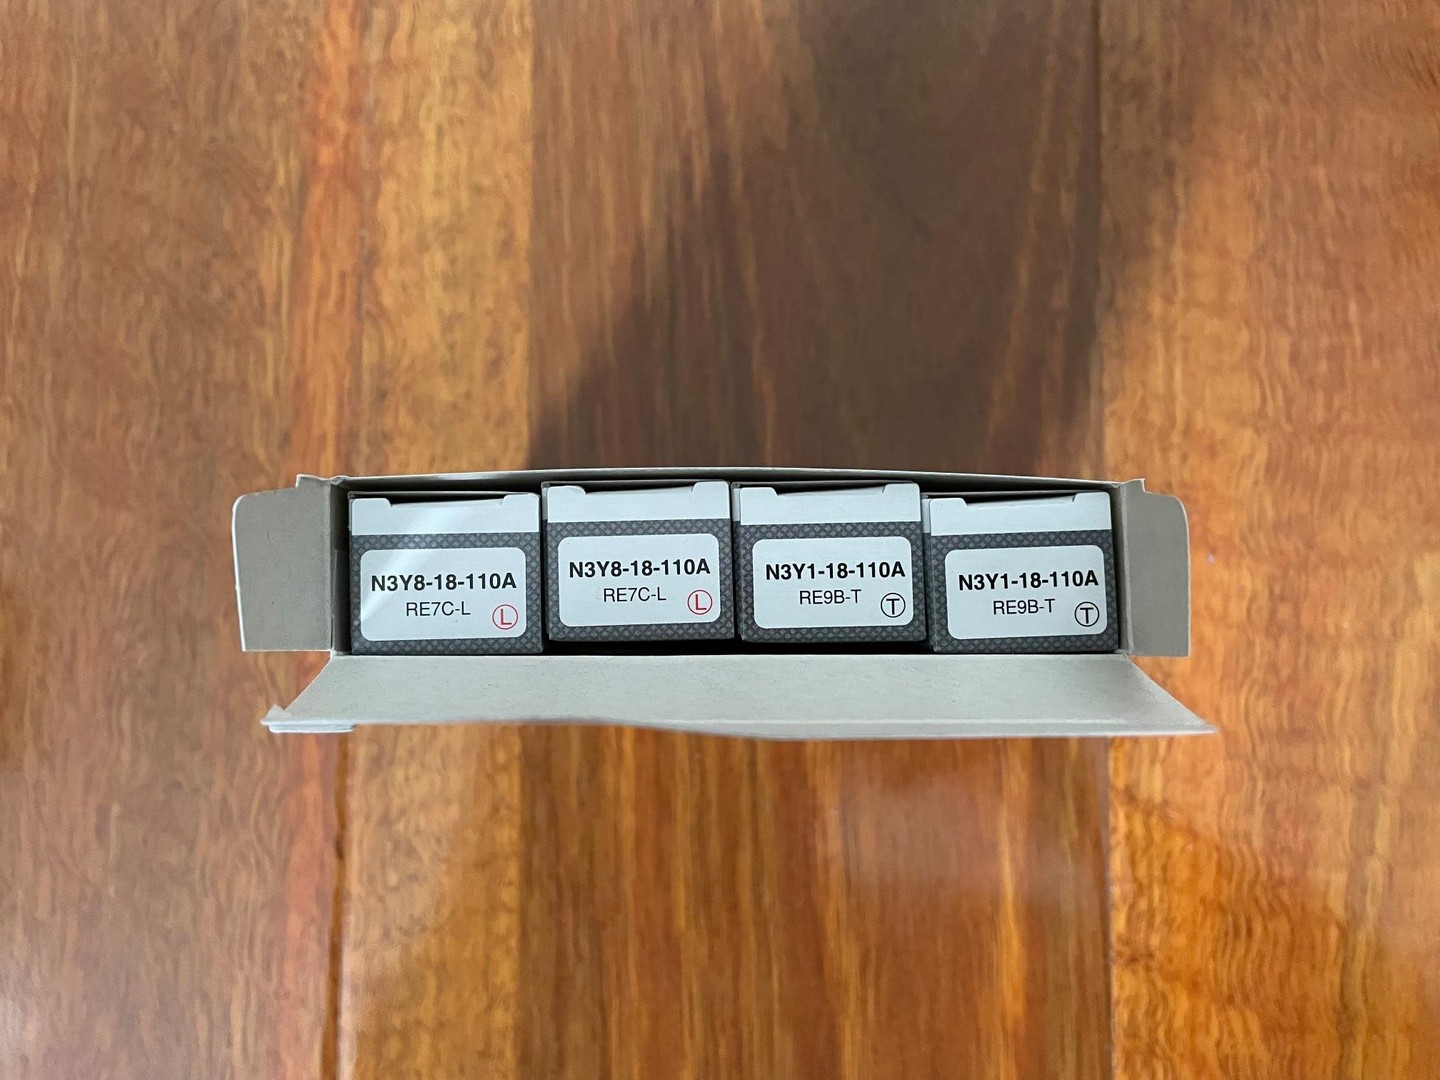 N3Y8-18-110A
RE7C-L
Ⓛ
N3Y8-18-110A
RE7C-L
Ⓛ
N3Y1-18-110A
RE9B-T
Ⓣ
N3Y1-18-110A
RE9B-T
Ⓣ